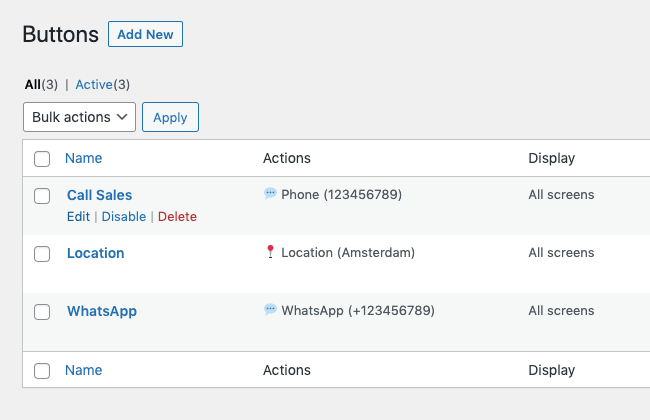 Buttons Add New
All(3) | Active(3)
Bulk actions Apply
Name Actions Display
Call Sales Phone (123456789) All screens
Edit | Disable | Delete
Location Location (Amsterdam) All screens
WhatsApp WhatsApp (+123456789) All screens
Name Actions Display